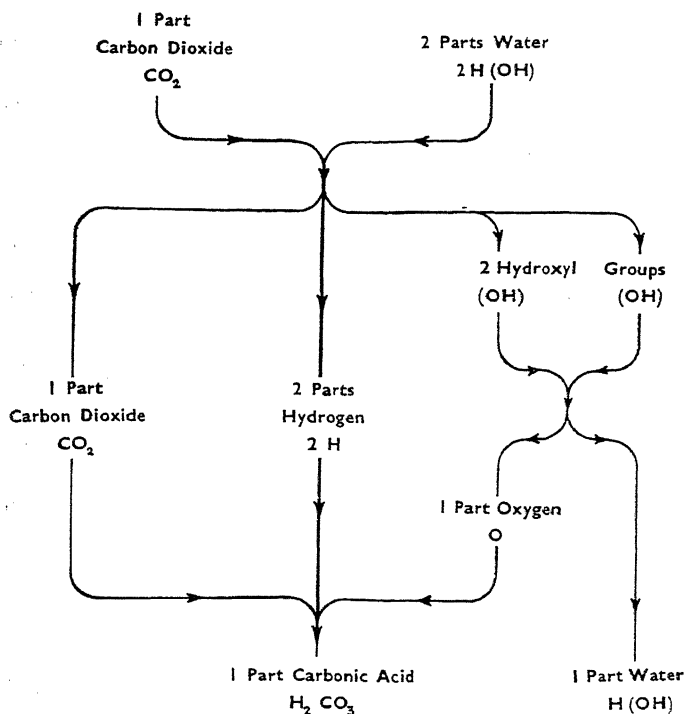 1 Part
Carbon Dioxide
CO₂
2 Parts Water
2 H (OH)
2 Hydroxyl Groups
(OH) (OH)
1 Part
Carbon Dioxide
CO₂
2 Parts
Hydrogen
2 H
1 Part Oxygen
O
1 Part Carbonic Acid
H₂ CO₃
1 Part Water
H (OH)